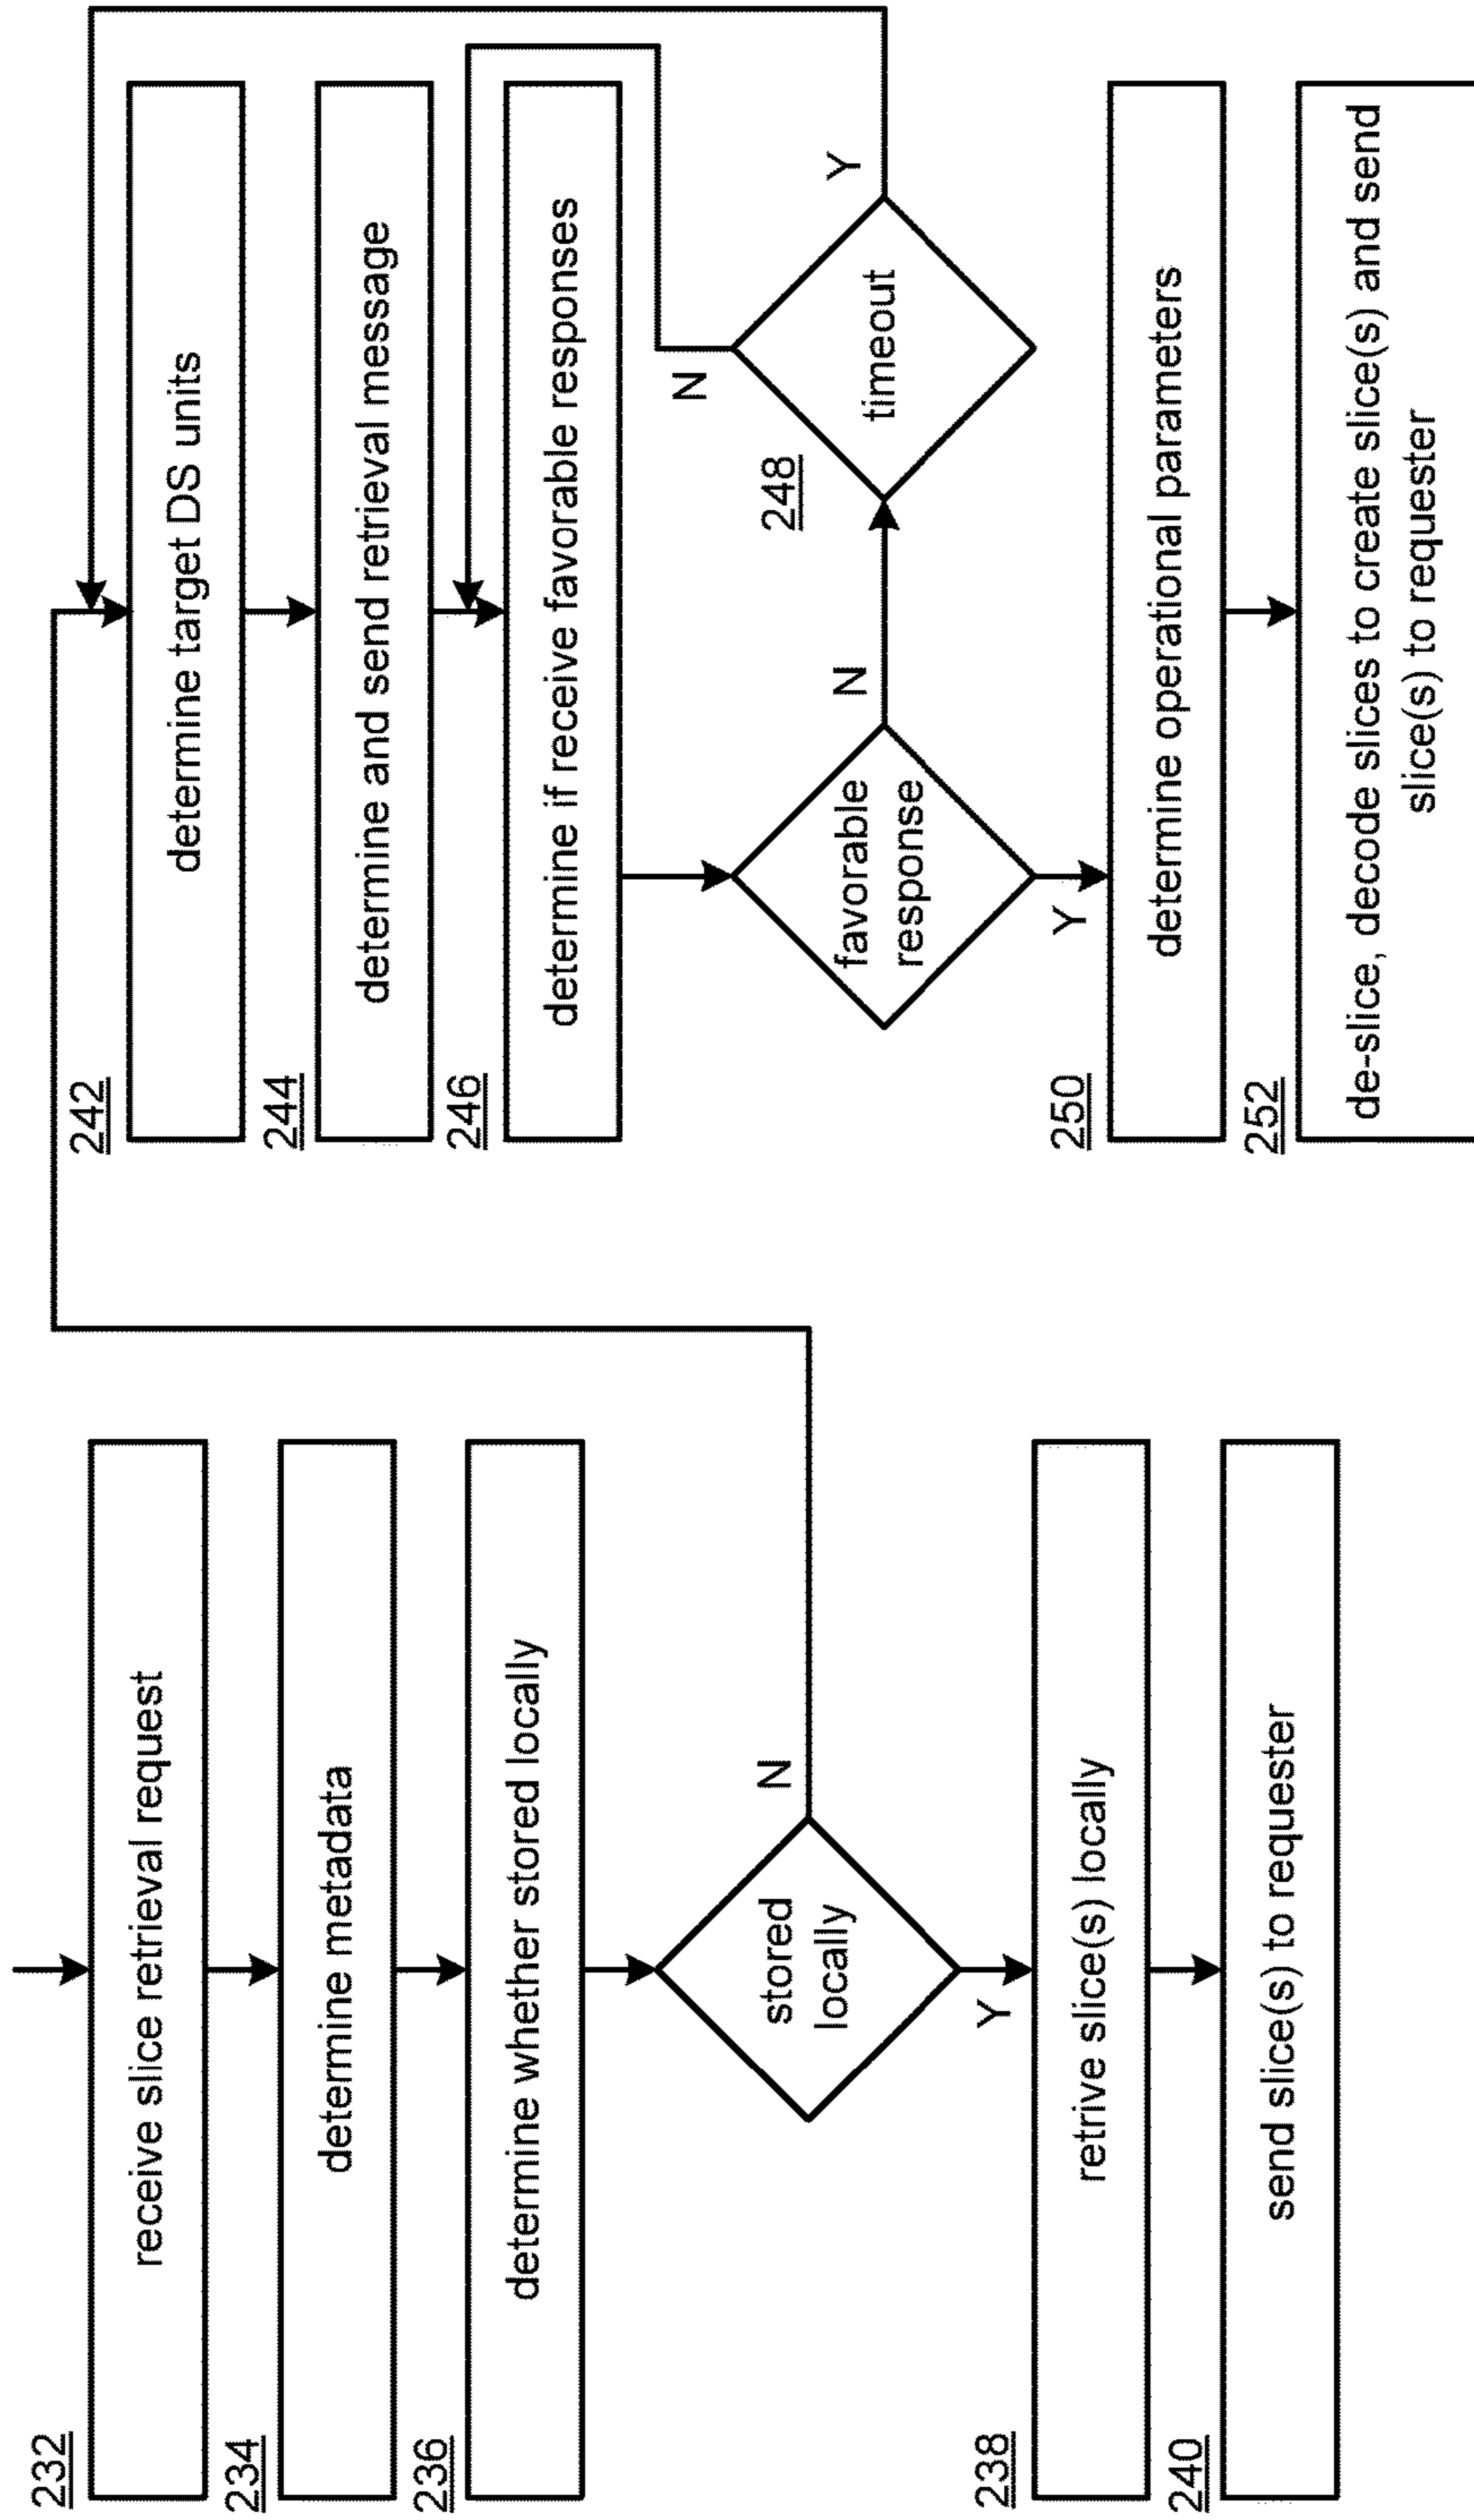 232
receive slice retrieval request
234
determine metadata
236
determine whether stored locally
stored
locally
N
Y
238
retrive slice(s) locally
240
send slice(s) to requester
242
determine target DS units
244
determine and send retrieval message
246
determine if receive favorable responses
favorable
response
N
248
timeout
N
Y
Y
250
determine operational parameters
252
de-slice, decode slices to create slice(s) and send
slice(s) to requester